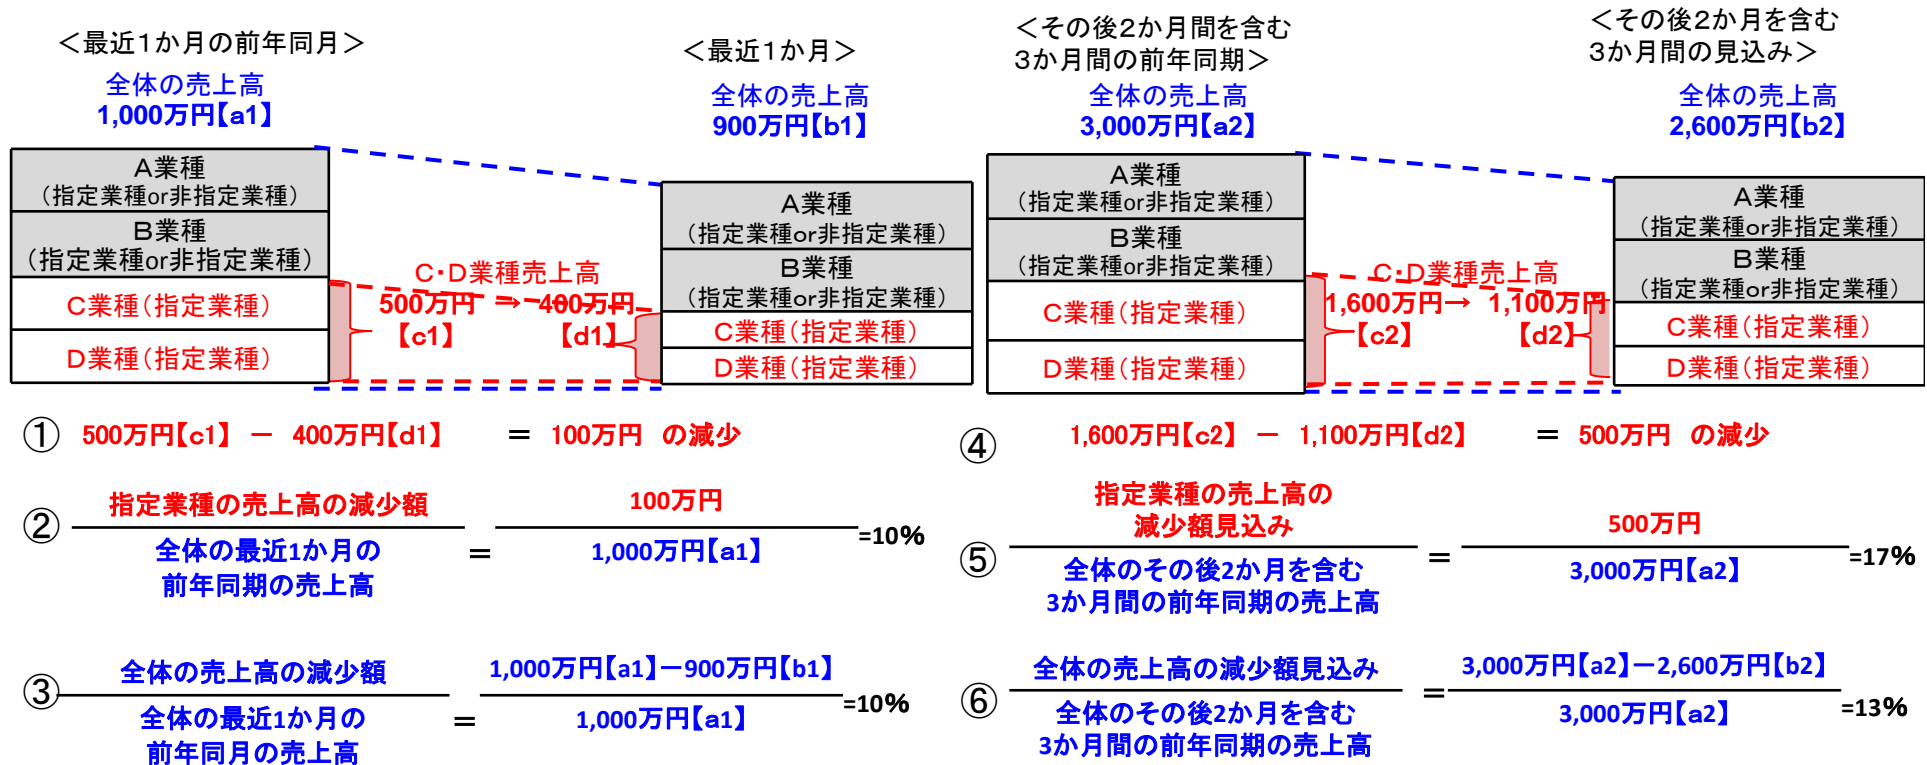 ＜最近１か月の前年同月＞
全体の売上高
1,000万円【a1】
A業種
（指定業種or非指定業種）
B業種
（指定業種or非指定業種）
C業種（指定業種）
D業種（指定業種）
C・D業種売上高
500万円 → 400万円
【c1】 【d1】
＜最近１か月＞
全体の売上高
900万円【b1】
A業種
（指定業種or非指定業種）
B業種
（指定業種or非指定業種）
C業種（指定業種）
D業種（指定業種）
＜その後２か月間を含む
３か月間の前年同期＞
全体の売上高
3,000万円【a2】
A業種
（指定業種or非指定業種）
B業種
（指定業種or非指定業種）
C業種（指定業種）
D業種（指定業種）
C・D業種売上高
1,600万円→ 1,100万円
【c2】 【d2】
＜その後２か月を含む
３か月間の見込み＞
全体の売上高
2,600万円【b2】
A業種
（指定業種or非指定業種）
B業種
（指定業種or非指定業種）
C業種（指定業種）
D業種（指定業種）
① 500万円【c1】 － 400万円【d1】 ＝ 100万円 の減少
② 指定業種の売上高の減少額
全体の最近1か月の
前年同期の売上高
＝
100万円
1,000万円【a1】
=10%
③ 全体の売上高の減少額
全体の最近1か月の
前年同月の売上高
＝
1,000万円【a1】－900万円【b1】
1,000万円【a1】
=10%
④ 1,600万円【c2】 － 1,100万円【d2】 ＝ 500万円 の減少
⑤ 指定業種の売上高の
減少額見込み
全体のその後2か月を含む
3か月間の前年同期の売上高
＝
500万円
3,000万円【a2】
=17%
⑥ 全体の売上高の減少額見込み
全体のその後2か月を含む
3か月間の前年同期の売上高
＝
3,000万円【a2】－2,600万円【b2】
3,000万円【a2】
=13%